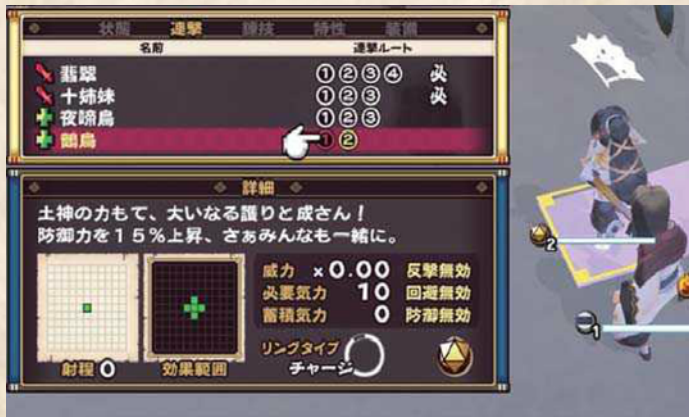 状態 連撃 錬技 特性 装備
名前 連撃ルート
翡翠 ①②③④ 必
十姉妹 ①②③ 必
夜啼鳥 ①②③
鶴鳥 ①②
詳細
土神の力もて、大いなる護りと成さん!
防御力を15%上昇、さぁみんなも一緒に。
威力 ×0.00 反撃無効
必要気力 10 回避無効
蓄積気力 0 防御無効
射程 0 効果範囲
リングタイプ
チャージ
2
1